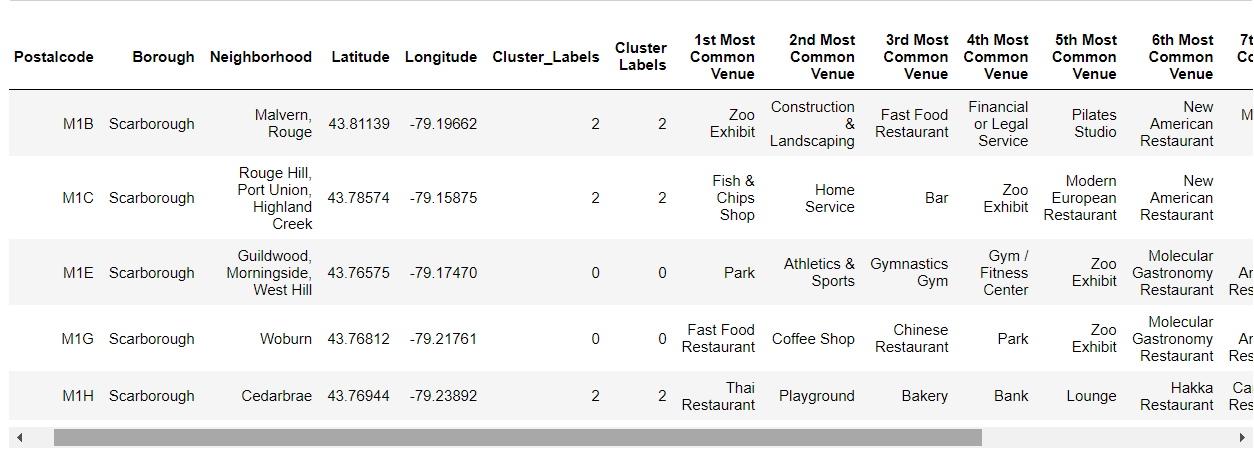 Postalcode Borough Neighborhood Latitude Longitude Cluster_Labels Cluster Labels 1st Most Common Venue 2nd Most Common Venue 3rd Most Common Venue 4th Most Common Venue 5th Most Common Venue 6th Most Common Venue
M1B Scarborough Malvern, Rouge 43.81139 -79.19662 2 2 Zoo Exhibit Construction & Landscaping Fast Food Restaurant Financial or Legal Service Pilates Studio New American Restaurant
M1C Scarborough Rouge Hill, Port Union, Highland Creek 43.78574 -79.15875 2 2 Fish & Chips Shop Home Service Bar Zoo Exhibit Modern European Restaurant New American Restaurant
M1E Scarborough Guildwood, Morningside, West Hill 43.76575 -79.17470 0 0 Park Athletics & Sports Gymnastics Gym Gym / Fitness Center Zoo Exhibit Molecular Gastronomy Restaurant
M1G Scarborough Woburn 43.76812 -79.21761 0 0 Fast Food Restaurant Coffee Shop Chinese Restaurant Park Zoo Exhibit Molecular Gastronomy Restaurant
M1H Scarborough Cedarbrae 43.76944 -79.23892 2 2 Thai Restaurant Playground Bakery Bank Lounge Hakka Restaurant